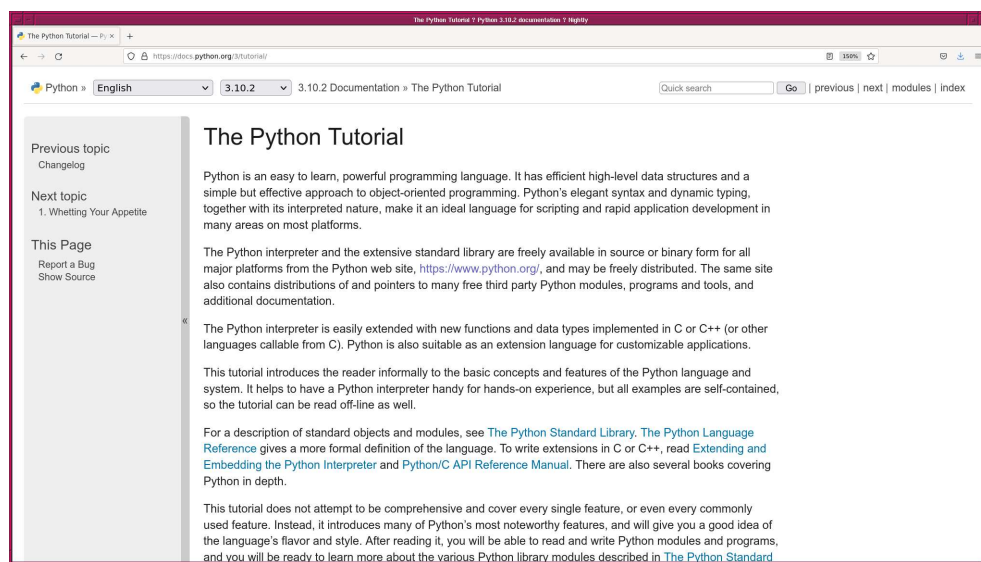 The Python Tutorial ? Python 3.10.2 documentation ? Nightly
The Python Tutorial — Py
https://docs.python.org/3/tutorial/
150%
Python » English 3.10.2 3.10.2 Documentation » The Python Tutorial Quick search Go | previous | next | modules | index
Previous topic
Changelog
Next topic
1. Whetting Your Appetite
This Page
Report a Bug
Show Source
«
The Python Tutorial
Python is an easy to learn, powerful programming language. It has efficient high-level data structures and a
simple but effective approach to object-oriented programming. Python's elegant syntax and dynamic typing,
together with its interpreted nature, make it an ideal language for scripting and rapid application development in
many areas on most platforms.
The Python interpreter and the extensive standard library are freely available in source or binary form for all
major platforms from the Python web site, https://www.python.org/, and may be freely distributed. The same site
also contains distributions of and pointers to many free third party Python modules, programs and tools, and
additional documentation.
The Python interpreter is easily extended with new functions and data types implemented in C or C++ (or other
languages callable from C). Python is also suitable as an extension language for customizable applications.
This tutorial introduces the reader informally to the basic concepts and features of the Python language and
system. It helps to have a Python interpreter handy for hands-on experience, but all examples are self-contained,
so the tutorial can be read off-line as well.
For a description of standard objects and modules, see The Python Standard Library. The Python Language
Reference gives a more formal definition of the language. To write extensions in C or C++, read Extending and
Embedding the Python Interpreter and Python/C API Reference Manual. There are also several books covering
Python in depth.
This tutorial does not attempt to be comprehensive and cover every single feature, or even every commonly
used feature. Instead, it introduces many of Python's most noteworthy features, and will give you a good idea of
the language's flavor and style. After reading it, you will be able to read and write Python modules and programs,
and you will be ready to learn more about the various Python library modules described in The Python Standard